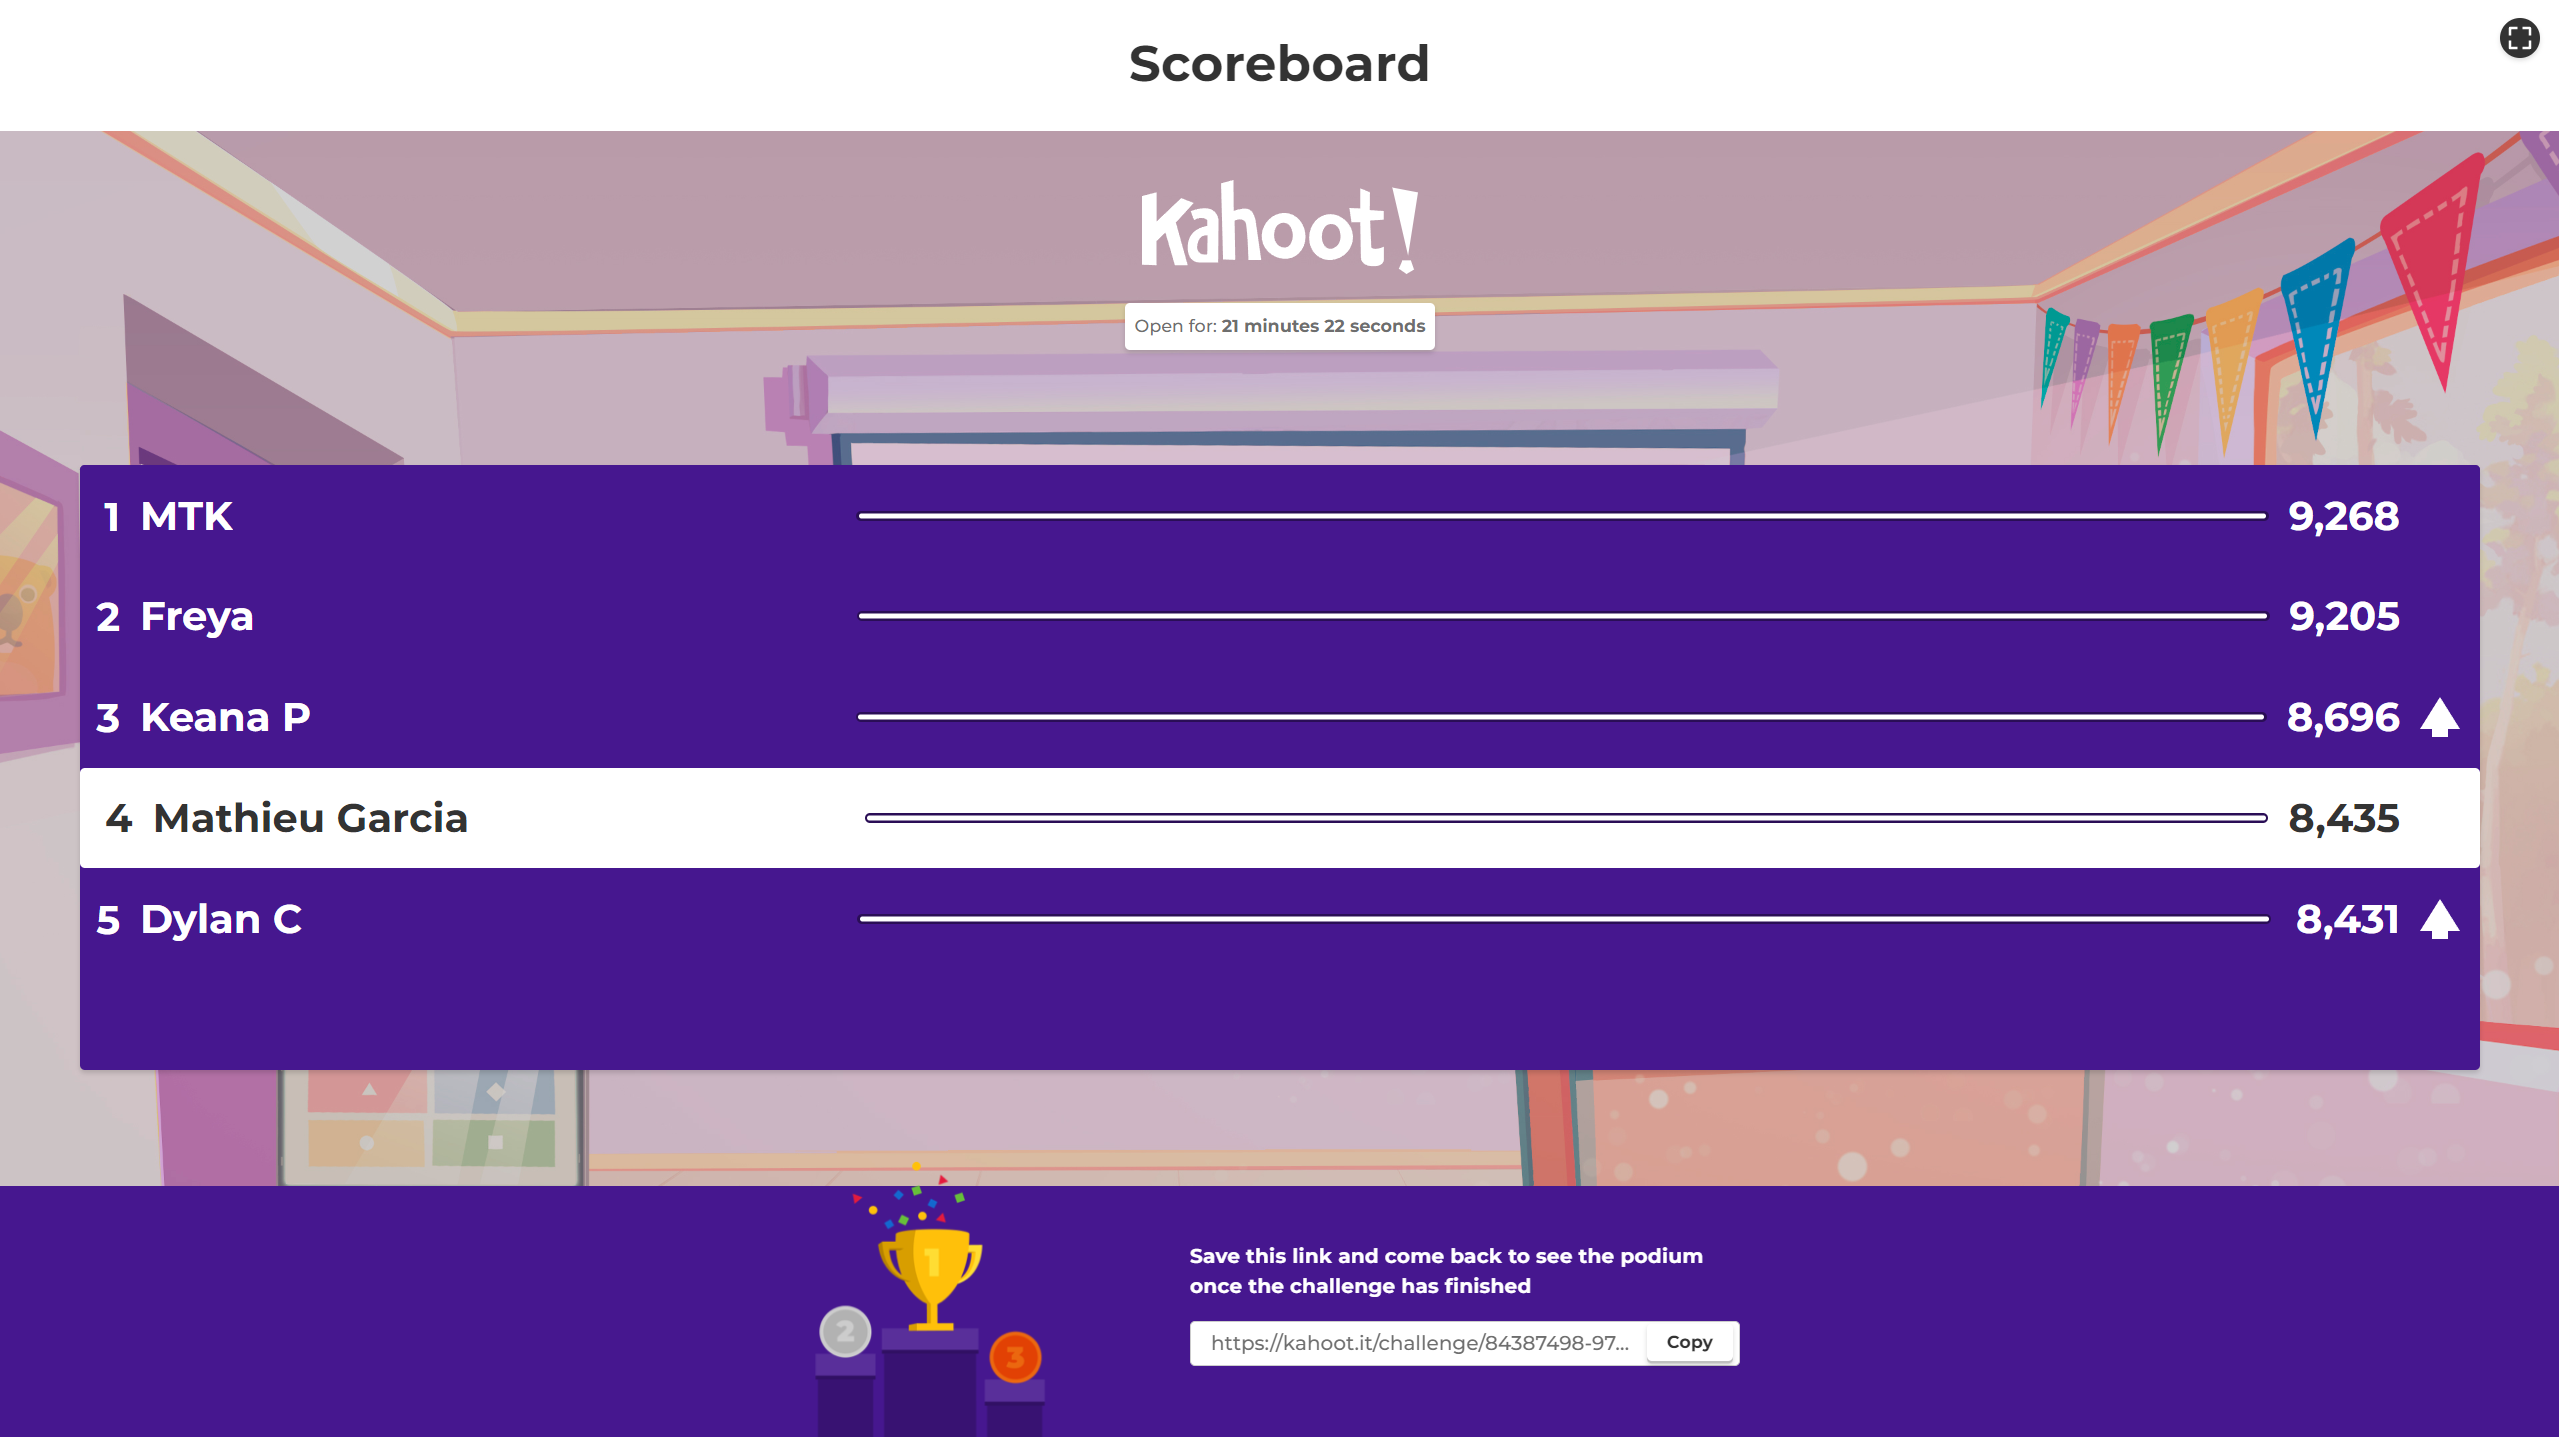 Scoreboard
Kahoot!
Open for: 21 minutes 22 seconds
1 MTK 9,268
2 Freya 9,205
3 Keana P 8,696
4 Mathieu Garcia 8,435
5 Dylan C 8,431
1
2
3
Save this link and come back to see the podium
once the challenge has finished
https://kahoot.it/challenge/84387498-97... Copy